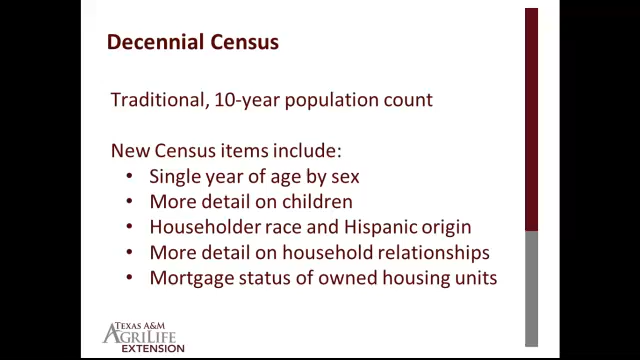 Decennial Census
Traditional, 10-year population count
New Census items include:
• Single year of age by sex
• More detail on children
• Householder race and Hispanic origin
• More detail on household relationships
• Mortgage status of owned housing units
TEXAS A&M
AGRILIFE
EXTENSION